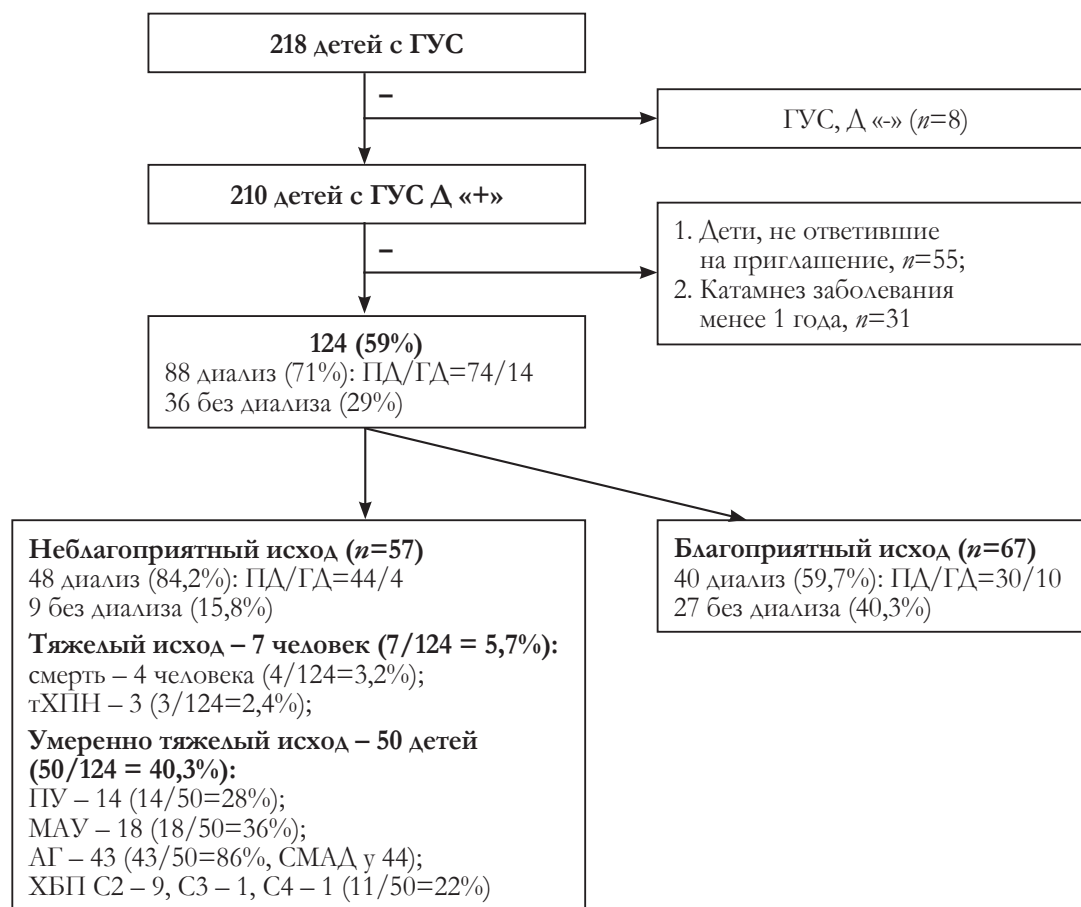 218 детей с ГУС
–
ГУС, Д «-» (n=8)
210 детей с ГУС Д «+»
–
1. Дети, не ответившие
на приглашение, n=55;
2. Катамнез заболевания
менее 1 года, n=31
124 (59%)
88 диализ (71%): ПД/ГД=74/14
36 без диализа (29%)
Неблагоприятный исход (n=57)
48 диализ (84,2%): ПД/ГД=44/4
9 без диализа (15,8%)
Тяжелый исход – 7 человек (7/124 = 5,7%):
смерть – 4 человека (4/124=3,2%);
тХПН – 3 (3/124=2,4%);
Умеренно тяжелый исход – 50 детей
(50/124 = 40,3%):
ПУ – 14 (14/50=28%);
МАУ – 18 (18/50=36%);
АГ – 43 (43/50=86%, СМАД у 44);
ХБП С2 – 9, С3 – 1, С4 – 1 (11/50=22%)
Благоприятный исход (n=67)
40 диализ (59,7%): ПД/ГД=30/10
27 без диализа (40,3%)